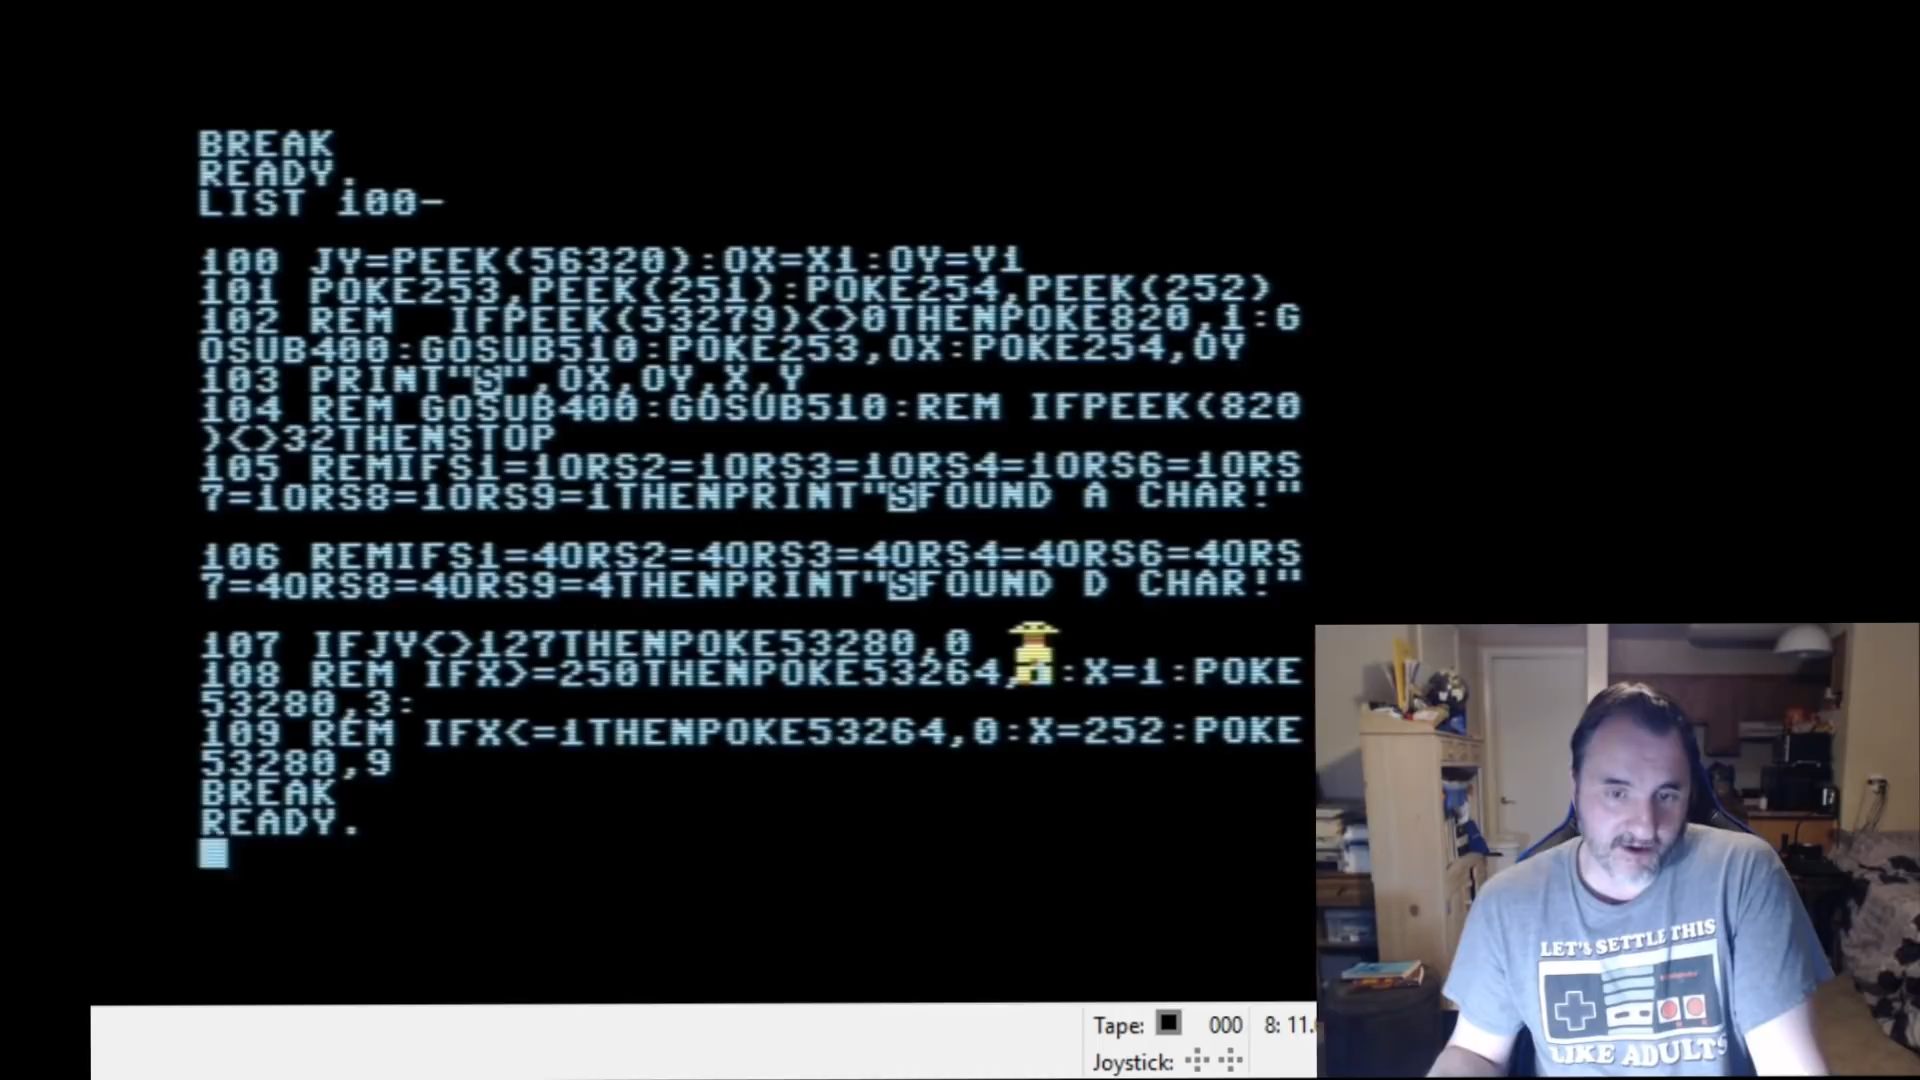 BREAK
READY.
LIST 100-
100 JY=PEEK(56320):OX=X1:OY=Y1
101 POKE253,PEEK(251):POKE254,PEEK(252)
102 REM  IFPEEK(53279)<>0THENPOKE820,1:G
OSUB400:GOSUB510:POKE253,OX:POKE254,OY
103 PRINT"S",OX,OY,X,Y
104 REM GOSUB400:GOSUB510:REM IFPEEK(820
)<>32THENSTOP
105 REMIFS1=1ORS2=1ORS3=1ORS4=1ORS6=1ORS
7=1ORS8=1ORS9=1THENPRINT"SFOUND A CHAR!"
106 REMIFS1=4ORS2=4ORS3=4ORS4=4ORS6=4ORS
7=4ORS8=4ORS9=4THENPRINT"SFOUND D CHAR!"
107 IFJY<>127THENPOKE53280,0
108 REM IFX>=250THENPOKE53264, :X=1:POKE
53280,3:
109 REM IFX<=1THENPOKE53264,0:X=252:POKE
53280,9
BREAK
READY.
Tape: 000 8: 11.
Joystick:
LET'S SETTLE THIS
LIKE ADULTS